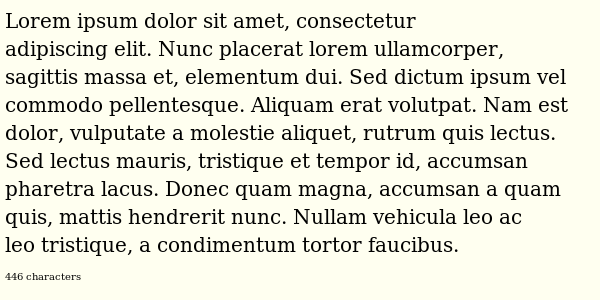 Lorem ipsum dolor sit amet, consectetur
adipiscing elit. Nunc placerat lorem ullamcorper,
sagittis massa et, elementum dui. Sed dictum ipsum vel
commodo pellentesque. Aliquam erat volutpat. Nam est
dolor, vulputate a molestie aliquet, rutrum quis lectus.
Sed lectus mauris, tristique et tempor id, accumsan
pharetra lacus. Donec quam magna, accumsan a quam
quis, mattis hendrerit nunc. Nullam vehicula leo ac
leo tristique, a condimentum tortor faucibus.
446 characters